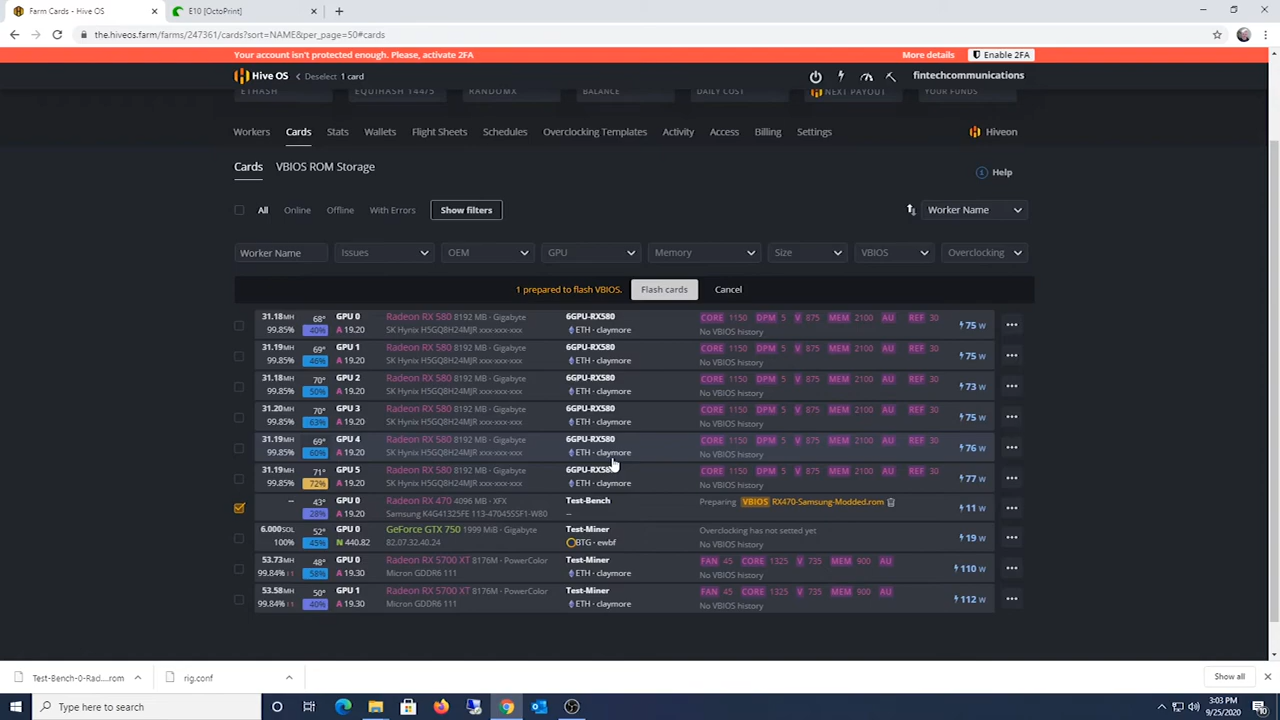 Farm Cards - Hive OS
E10 [OctoPrint]
the.hiveos.farm/farms/247361/cards?sort=NAME&per_page=50#cards
Your account isn't protected enough. Please, activate 2FA
More details
Enable 2FA
Hive OS
Deselect 1 card
fintechcommunications
ETHASH
EQUIHASH 144/5
RANDOMX
BALANCE
DAILY COST
NEXT PAYOUT
YOUR FUNDS
Workers
Cards
Stats
Wallets
Flight Sheets
Schedules
Overclocking Templates
Activity
Access
Billing
Settings
Hiveon
Cards
VBIOS ROM Storage
Help
All
Online
Offline
With Errors
Show filters
Worker Name
Worker Name
Issues
OEM
GPU
Memory
Size
VBIOS
Overclocking
1 prepared to flash VBIOS.
Flash cards
Cancel
31.18MH 68° GPU 0 Radeon RX 580 8192 MB · Gigabyte 6GPU-RX580 CORE 1150 DPM 5 V 875 MEM 2100 AU REF 30 75 W
99.85% 40% A 19.20 SK Hynix H5GQ8H24MJR xxx-xxx-xxx ETH · claymore No VBIOS history
31.19MH 69° GPU 1 Radeon RX 580 8192 MB · Gigabyte 6GPU-RX580 CORE 1150 DPM 5 V 875 MEM 2100 AU REF 30 75 W
99.85% 46% A 19.20 SK Hynix H5GQ8H24MJR xxx-xxx-xxx ETH · claymore No VBIOS history
31.18MH 70° GPU 2 Radeon RX 580 8192 MB · Gigabyte 6GPU-RX580 CORE 1150 DPM 5 V 875 MEM 2100 AU REF 30 73 W
99.85% 50% A 19.20 SK Hynix H5GQ8H24MJR xxx-xxx-xxx ETH · claymore No VBIOS history
31.20MH 70° GPU 3 Radeon RX 580 8192 MB · Gigabyte 6GPU-RX580 CORE 1150 DPM 5 V 875 MEM 2100 AU REF 30 75 W
99.85% 63% A 19.20 SK Hynix H5GQ8H24MJR xxx-xxx-xxx ETH · claymore No VBIOS history
31.19MH 69° GPU 4 Radeon RX 580 8192 MB · Gigabyte 6GPU-RX580 CORE 1150 DPM 5 V 875 MEM 2100 AU REF 30 76 W
99.85% 60% A 19.20 SK Hynix H5GQ8H24MJR xxx-xxx-xxx ETH · claymore No VBIOS history
31.19MH 71° GPU 5 Radeon RX 580 8192 MB · Gigabyte 6GPU-RX580 CORE 1150 DPM 5 V 875 MEM 2100 AU REF 30 77 W
99.85% 72% A 19.20 SK Hynix H5GQ8H24MJR xxx-xxx-xxx ETH · claymore No VBIOS history
-- 43° GPU 0 Radeon RX 470 4096 MB · XFX Test-Bench Preparing VBIOS RX470-Samsung-Modded.rom 11 W
28% A 19.20 Samsung K4G41325FE 113-47045SSF1-W80 --
6.000SOL 52° GPU 0 GeForce GTX 750 1999 MiB · Gigabyte Test-Miner Overclocking has not setted yet 19 W
100% 45% N 440.82 82.07.32.40.24 BTG · ewbf No VBIOS history
53.73MH 48° GPU 0 Radeon RX 5700 XT 8176M · PowerColor Test-Miner FAN 45 CORE 1325 V 735 MEM 900 AU 110 W
99.84% 58% A 19.30 Micron GDDR6 111 ETH · claymore No VBIOS history
53.58MH 50° GPU 1 Radeon RX 5700 XT 8176M · PowerColor Test-Miner FAN 45 CORE 1325 V 735 MEM 900 AU 112 W
99.84% 40% A 19.30 Micron GDDR6 111 ETH · claymore No VBIOS history
Test-Bench-0-Rad....rom
rig.conf
Show all
Type here to search
3:03 PM
9/25/2020